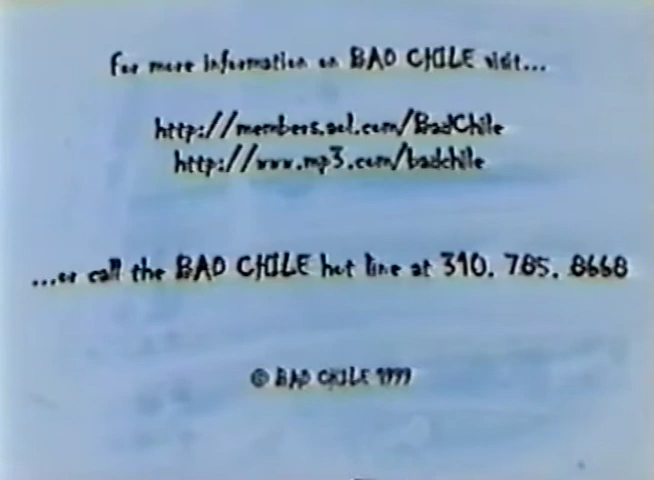 for more information on BAD CHILE visit...
http://members.aol.com/BadChile
http://www.mp3.com/badchile
...or call the BAD CHILE hot line at 310. 785. 8668
© BAD CHILE 1999